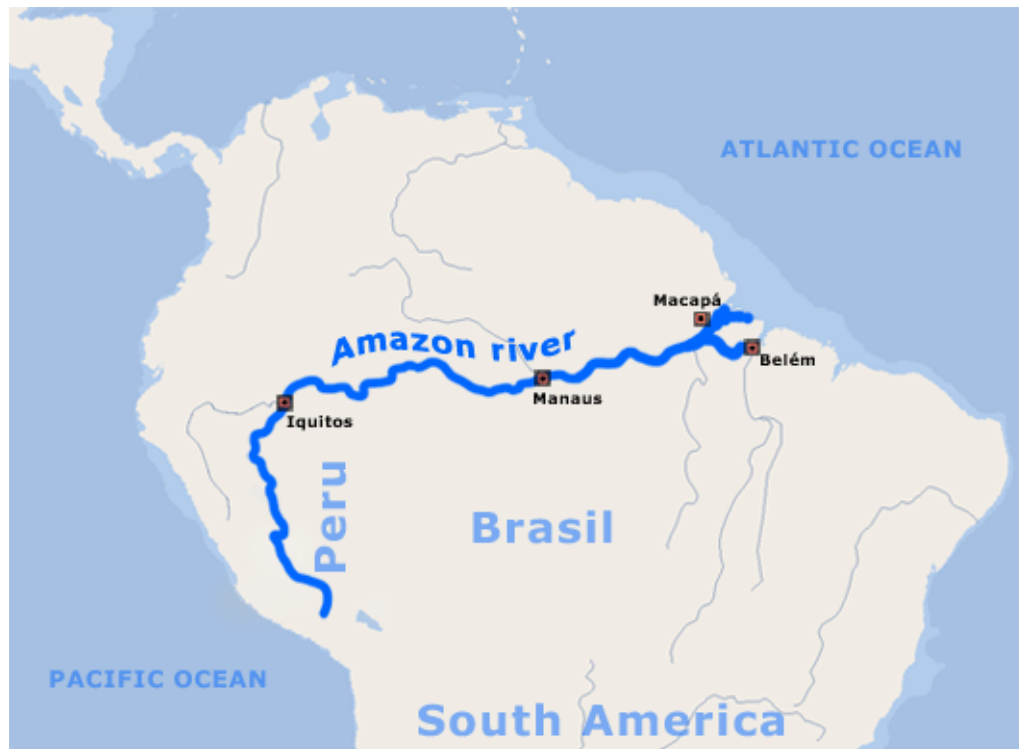 ATLANTIC OCEAN
Macapá
Amazon river
Belém
Manaus
Iquitos
Peru
Brasil
PACIFIC OCEAN
South America